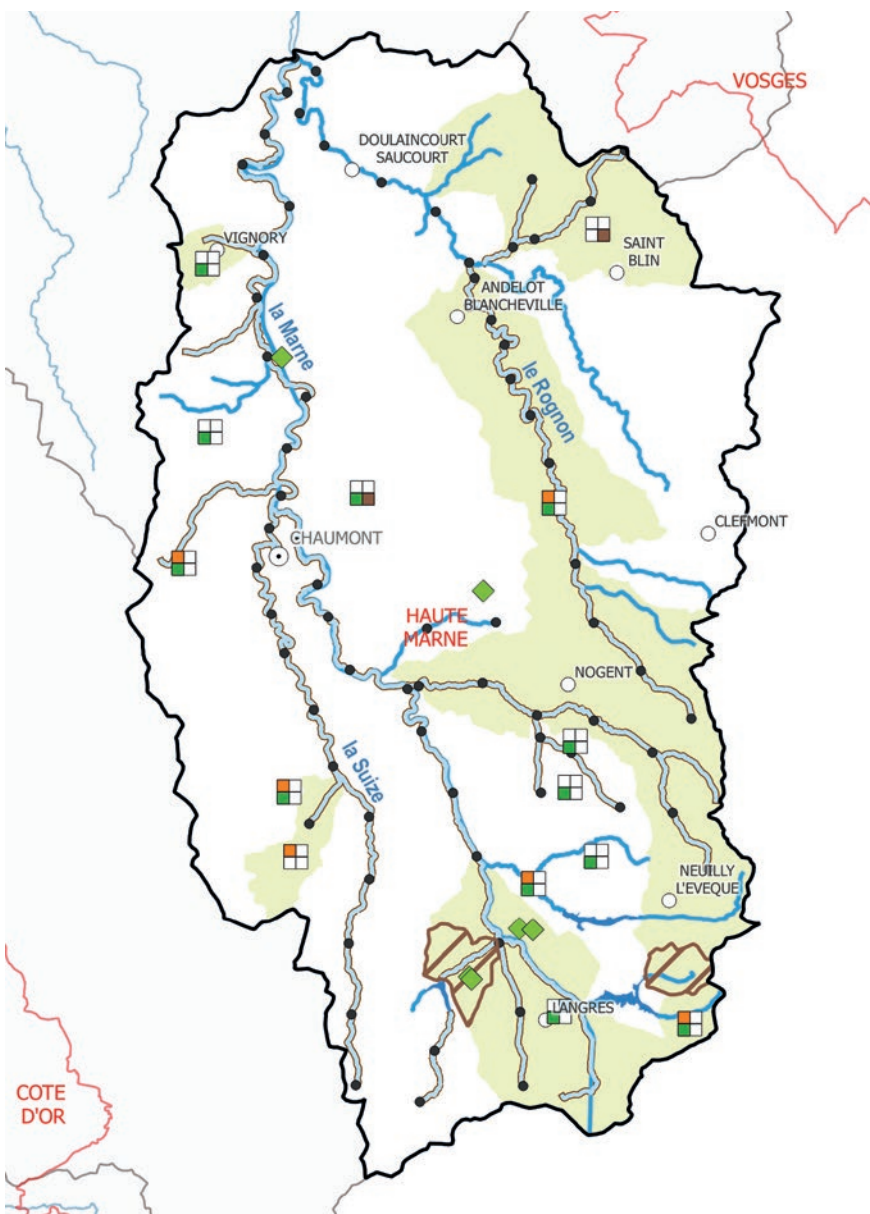 VOSGES
DOULAINCOURT
SAUCOURT
VIGNORY
SAINT
BLIN
ANDELOT
BLANCHEVILLE
la Marne
le Rognon
CLEFMONT
CHAUMONT
HAUTE
MARNE
NOGENT
la Suize
NEUILLY
L'EVEQUE
LANGRES
COTE
D'OR